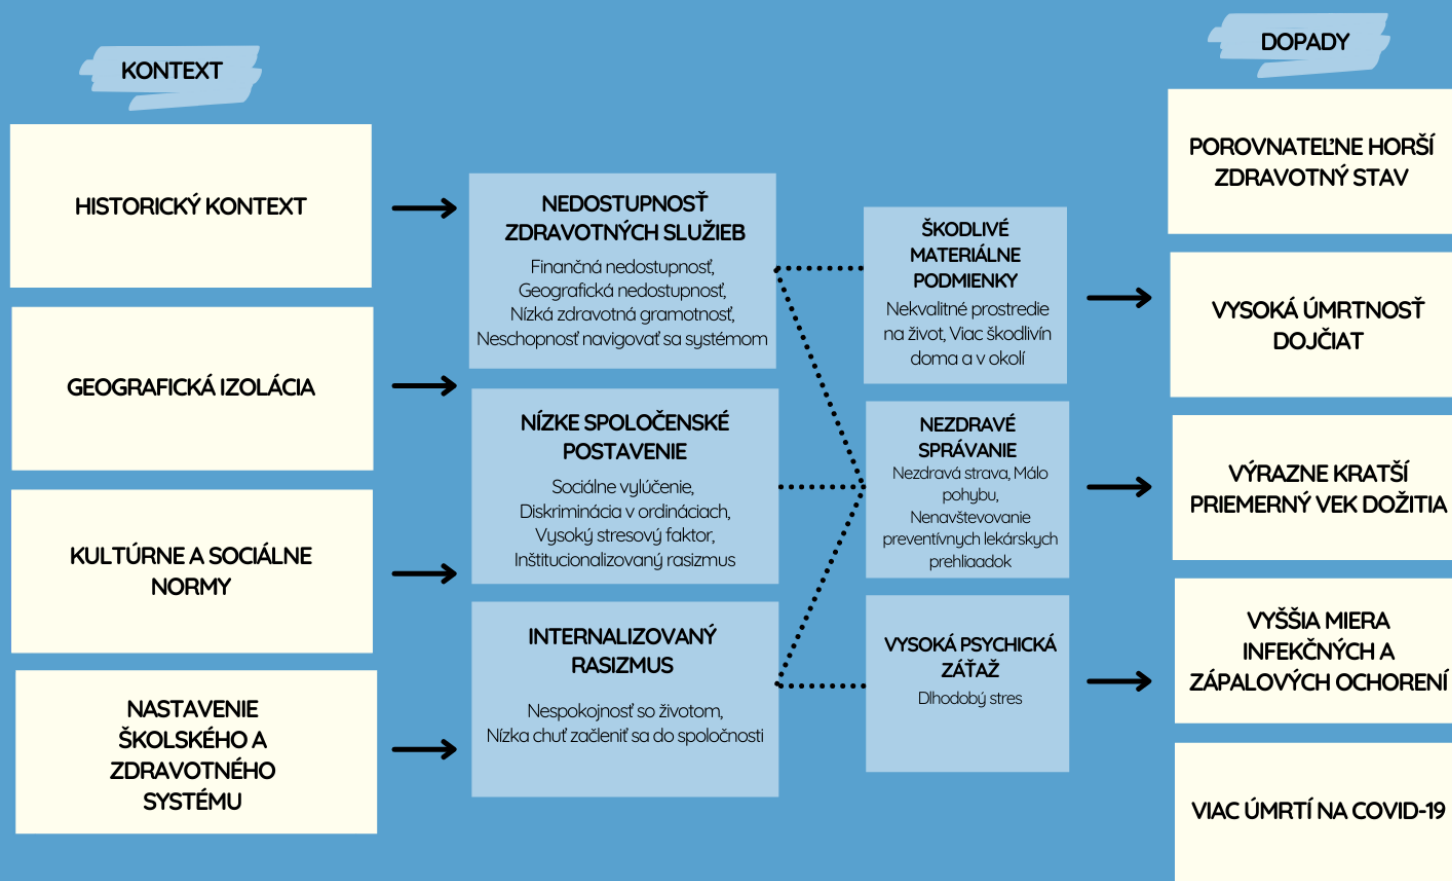 KONTEXT
HISTORICKÝ KONTEXT
GEOGRAFICKÁ IZOLÁCIA
KULTÚRNE A SOCIÁLNE
NORMY
NASTAVENIE
ŠKOLSKÉHO A
ZDRAVOTNÉHO
SYSTÉMU
NEDOSTUPNOSŤ
ZDRAVOTNÝCH SLUŽIEB
Finančná nedostupnosť,
Geografická nedostupnosť,
Nízká zdravotná gramotnosť,
Neschopnosť navigovať sa systémom
NÍZKE SPOLOČENSKÉ
POSTAVENIE
Sociálne vylúčenie,
Diskriminácia v ordináciach,
Vysoký stresový faktor,
Inštitucionalizovaný rasizmus
INTERNALIZOVANÝ
RASIZMUS
Nespokojnosť so životom,
Nízka chuť začleniť sa do spoločnosti
ŠKODLIVÉ
MATERIÁLNE
PODMIENKY
Nekvalitné prostredie
na život, Viac škodlivín
doma a v okolí
NEZDRAVÉ
SPRÁVANIE
Nezdravá strava, Málo
pohybu,
Nenavštevovanie
preventívnych lekárskych
prehliaadok
VYSOKÁ PSYCHICKÁ
ZÁŤAŽ
Dlhodobý stres
DOPADY
POROVNATEĽNE HORŠÍ
ZDRAVOTNÝ STAV
VYSOKÁ ÚMRTNOSŤ
DOJČIAT
VÝRAZNE KRATŠÍ
PRIEMERNÝ VEK DOŽITIA
VYŠŠIA MIERA
INFEKČNÝCH A
ZÁPALOVÝCH OCHORENÍ
VIAC ÚMRTÍ NA COVID-19